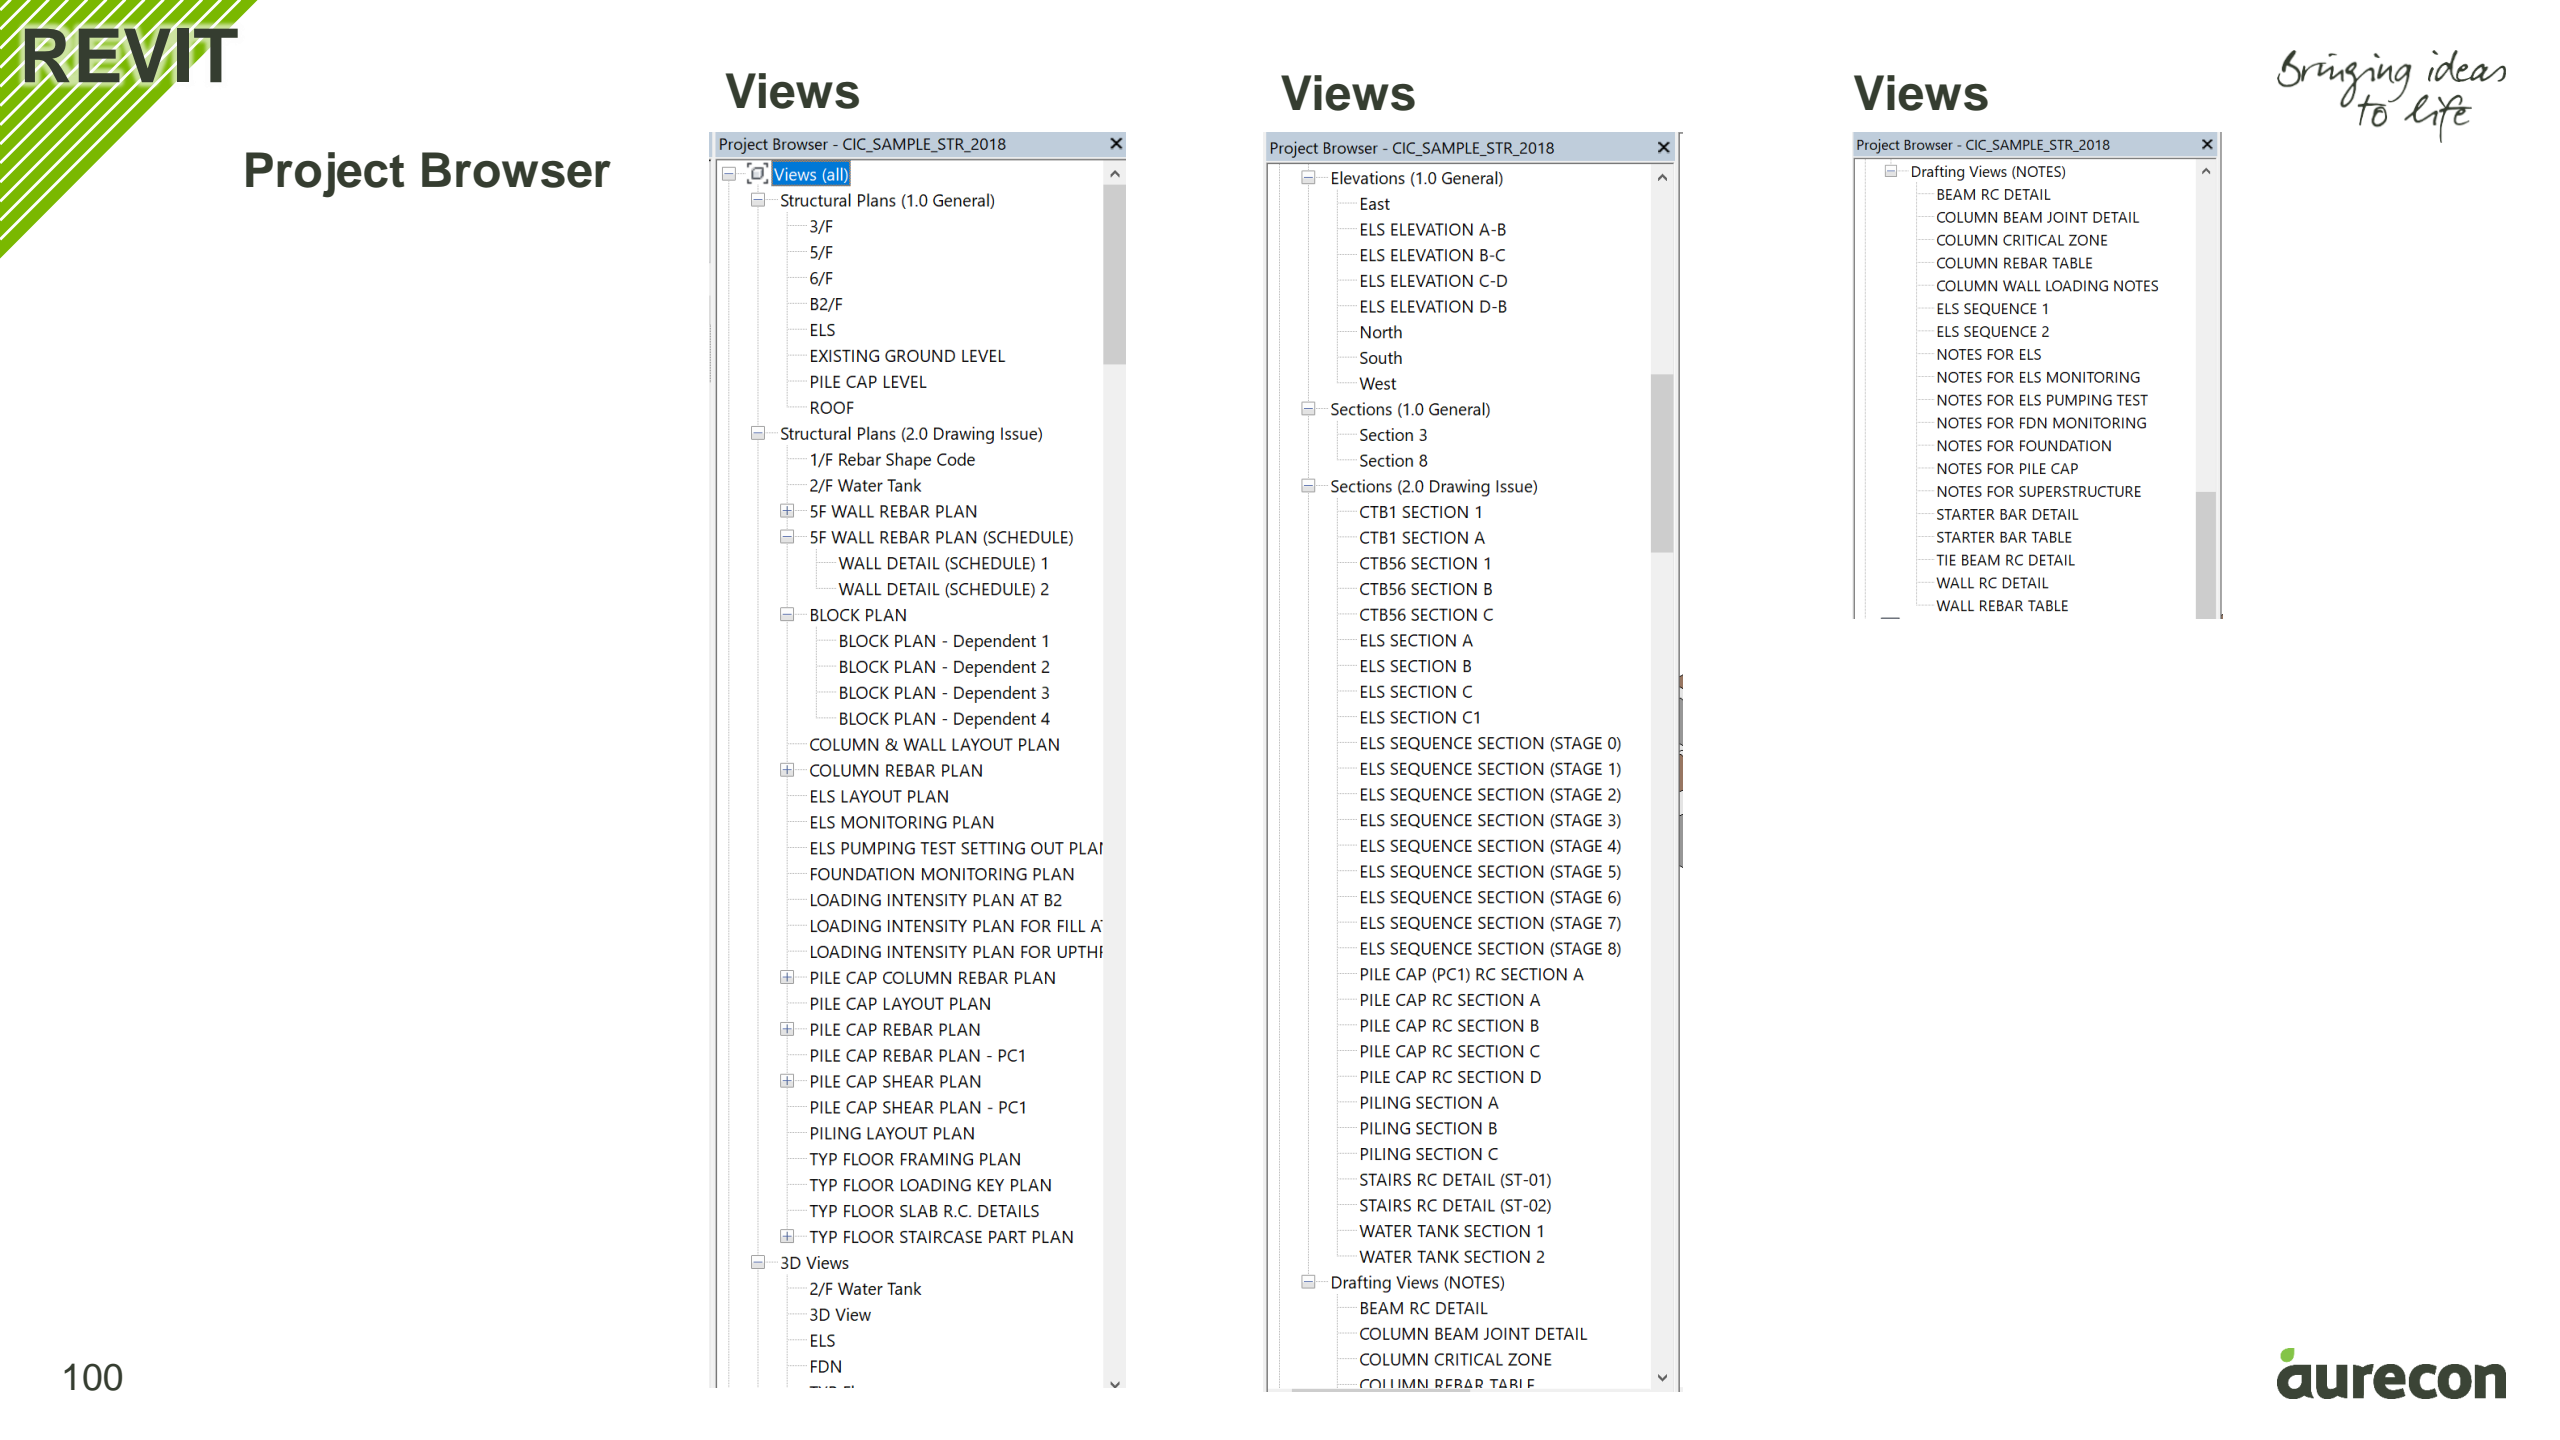 REVIT
Project Browser
Views
Project Browser - CIC_SAMPLE_STR_2018
Views (all)
Structural Plans (1.0 General)
3/F
5/F
6/F
B2/F
ELS
EXISTING GROUND LEVEL
PILE CAP LEVEL
ROOF
Structural Plans (2.0 Drawing Issue)
1/F Rebar Shape Code
2/F Water Tank
5F WALL REBAR PLAN
5F WALL REBAR PLAN (SCHEDULE)
WALL DETAIL (SCHEDULE) 1
WALL DETAIL (SCHEDULE) 2
BLOCK PLAN
BLOCK PLAN - Dependent 1
BLOCK PLAN - Dependent 2
BLOCK PLAN - Dependent 3
BLOCK PLAN - Dependent 4
COLUMN & WALL LAYOUT PLAN
COLUMN REBAR PLAN
ELS LAYOUT PLAN
ELS MONITORING PLAN
ELS PUMPING TEST SETTING OUT PLAN
FOUNDATION MONITORING PLAN
LOADING INTENSITY PLAN AT B2
LOADING INTENSITY PLAN FOR FILL
LOADING INTENSITY PLAN FOR
PILE CAP COLUMN REBAR PLAN
PILE CAP LAYOUT PLAN
PILE CAP REBAR PLAN
PILE CAP REBAR PLAN - PC1
PILE CAP SHEAR PLAN
PILE CAP SHEAR PLAN - PC1
PILING LAYOUT PLAN
TYP FLOOR FRAMING PLAN
TYP FLOOR LOADING KEY PLAN
TYP FLOOR SLAB R.C. DETAILS
TYP FLOOR STAIRCASE PART PLAN
3D Views
2/F Water Tank
3D View
ELS
FDN
Views
Project Browser - CIC_SAMPLE_STR_2018
Elevations (1.0 General)
East
ELS ELEVATION A-B
ELS ELEVATION B-C
ELS ELEVATION C-D
ELS ELEVATION D-B
North
South
West
Sections (1.0 General)
Section 3
Section 8
Sections (2.0 Drawing Issue)
CTB1 SECTION 1
CTB1 SECTION A
CTB56 SECTION 1
CTB56 SECTION B
CTB56 SECTION C
ELS SECTION A
ELS SECTION B
ELS SECTION C
ELS SECTION C1
ELS SEQUENCE SECTION (STAGE 0)
ELS SEQUENCE SECTION (STAGE 1)
ELS SEQUENCE SECTION (STAGE 2)
ELS SEQUENCE SECTION (STAGE 3)
ELS SEQUENCE SECTION (STAGE 4)
ELS SEQUENCE SECTION (STAGE 5)
ELS SEQUENCE SECTION (STAGE 6)
ELS SEQUENCE SECTION (STAGE 7)
ELS SEQUENCE SECTION (STAGE 8)
PILE CAP (PC1) RC SECTION A
PILE CAP RC SECTION A
PILE CAP RC SECTION B
PILE CAP RC SECTION C
PILE CAP RC SECTION D
PILING SECTION A
PILING SECTION B
PILING SECTION C
STAIRS RC DETAIL (ST-01)
STAIRS RC DETAIL (ST-02)
WATER TANK SECTION 1
WATER TANK SECTION 2
Drafting Views (NOTES)
BEAM RC DETAIL
COLUMN BEAM JOINT DETAIL
COLUMN CRITICAL ZONE
COLUMN REBAR TABLE
Views
Project Browser - CIC_SAMPLE_STR_2018
Drafting Views (NOTES)
BEAM RC DETAIL
COLUMN BEAM JOINT DETAIL
COLUMN CRITICAL ZONE
COLUMN REBAR TABLE
COLUMN WALL LOADING NOTES
ELS SEQUENCE 1
ELS SEQUENCE 2
NOTES FOR ELS
NOTES FOR ELS MONITORING
NOTES FOR ELS PUMPING TEST
NOTES FOR FDN MONITORING
NOTES FOR FOUNDATION
NOTES FOR PILE CAP
NOTES FOR SUPERSTRUCTURE
STARTER BAR DETAIL
STARTER BAR TABLE
TIE BEAM RC DETAIL
WALL RC DETAIL
WALL REBAR TABLE
Bringing ideas
to life
100
aurecon